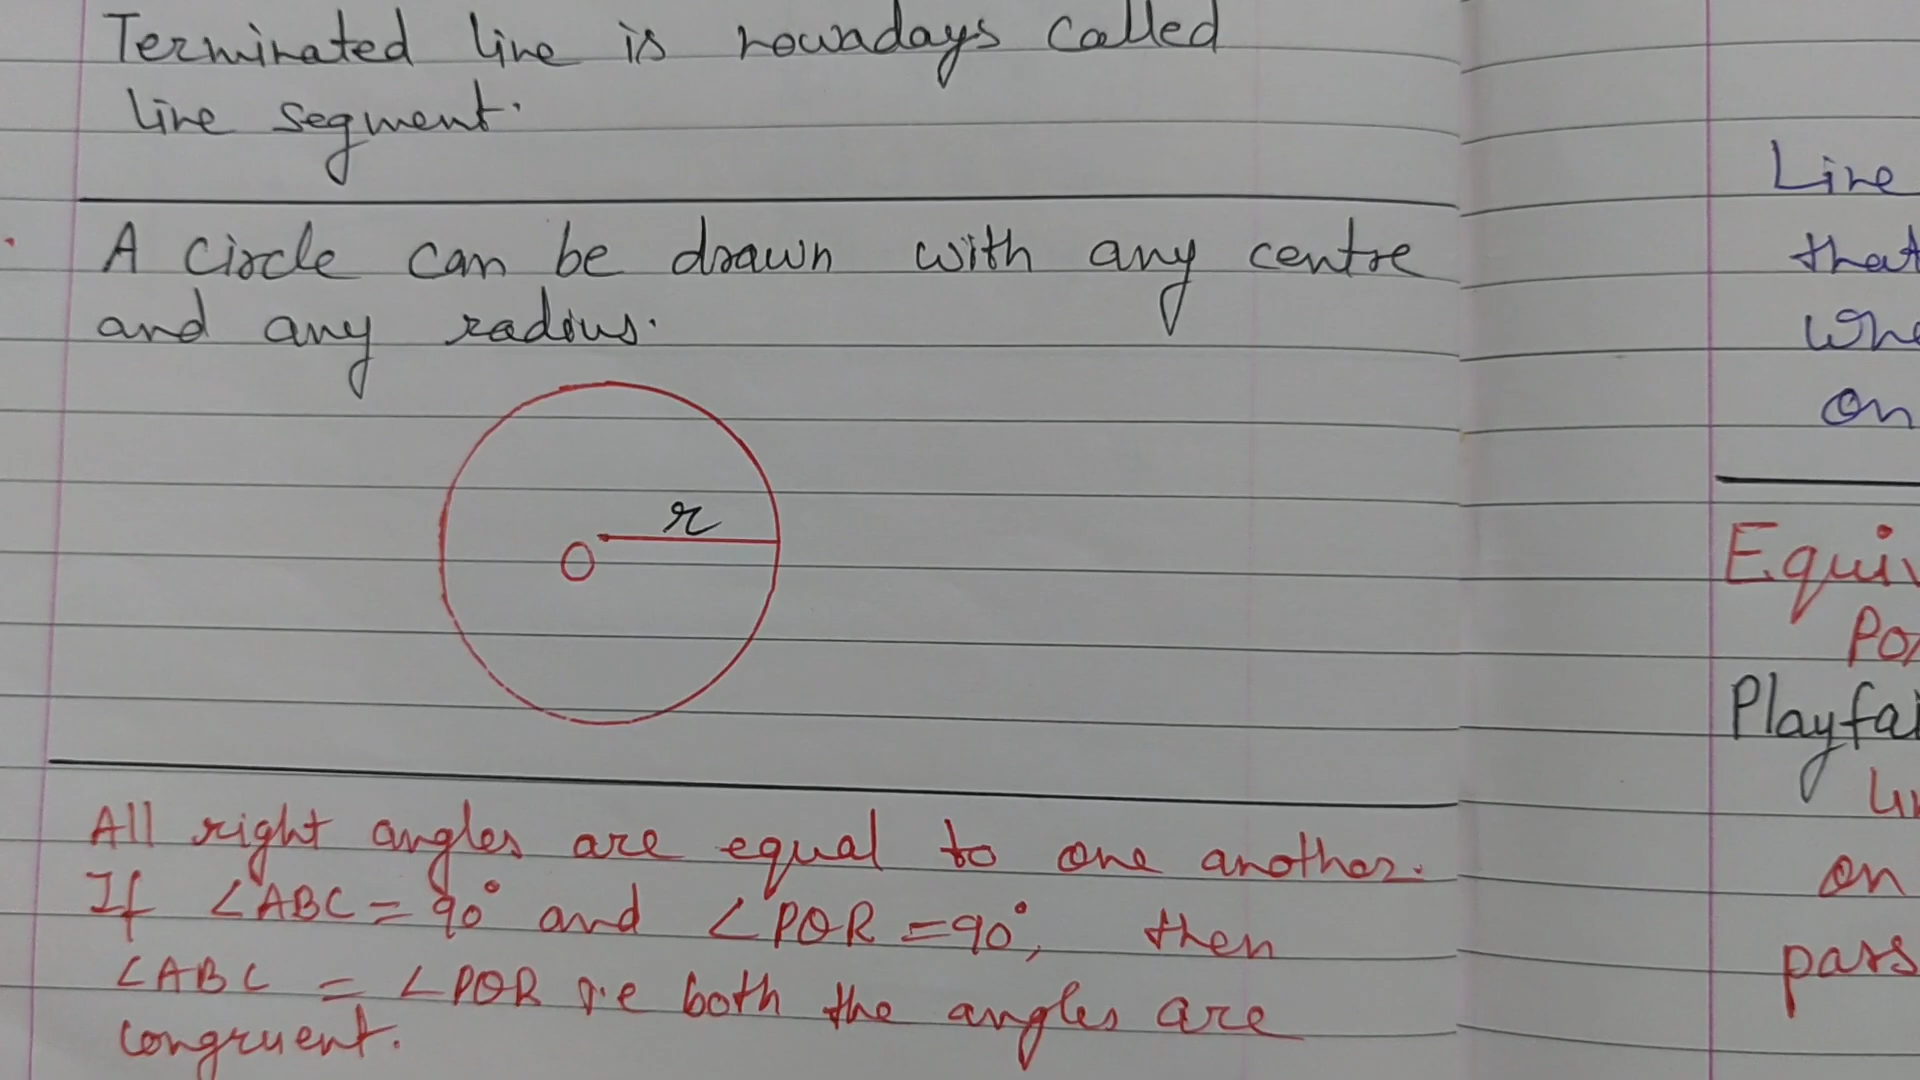 Terminated line is nowadays called
line segment.
A circle can be drawn with any centre
and any radius.
r
O
All right angles are equal to one another.
If ∠ABC = 90° and ∠PQR = 90°, then
∠ABC = ∠PQR i.e both the angles are
congruent.
Line
that
on
on